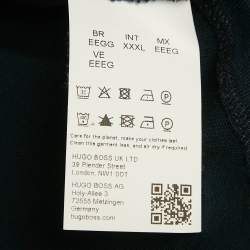 BR INT MX
EEGG XXXL EEEG
VE
EEEG
Care for the planet, make your clothes last.
Clean this garment less, and air dry if required.
HUGO BOSS UK LTD
39 Plender Street
London, NW1 0DT
HUGO BOSS AG
Holy-Allee 3
72555 Metzingen
Germany
hugoboss.com